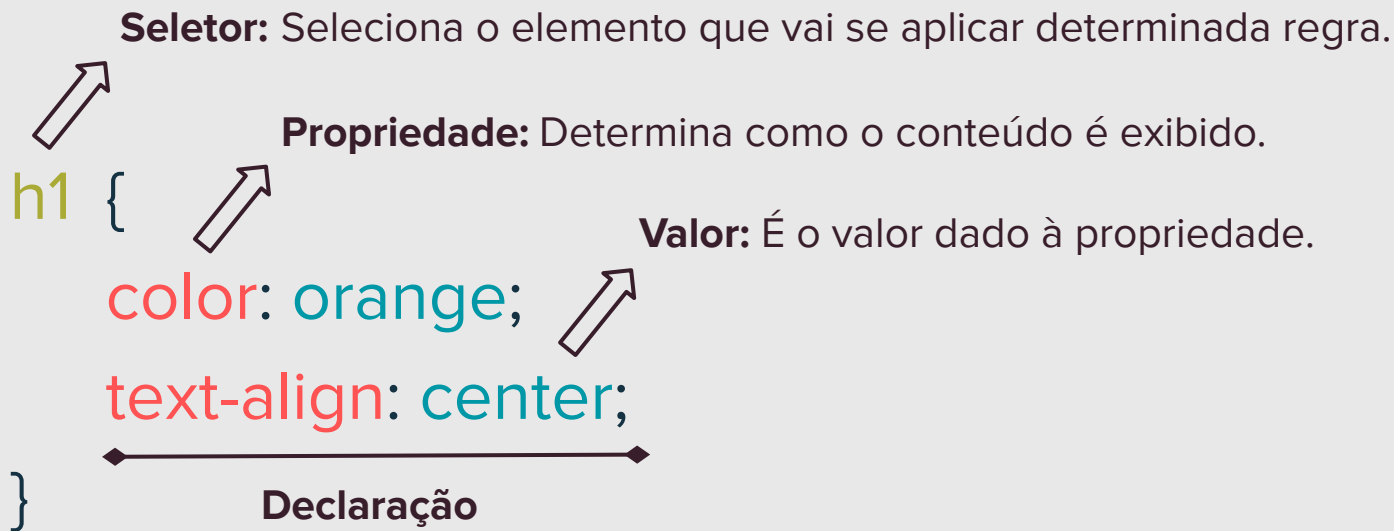 Seletor: Seleciona o elemento que vai se aplicar determinada regra.
Propriedade: Determina como o conteúdo é exibido.
h1 {
Valor: É o valor dado à propriedade.
color: orange;
text-align: center;
}
Declaração